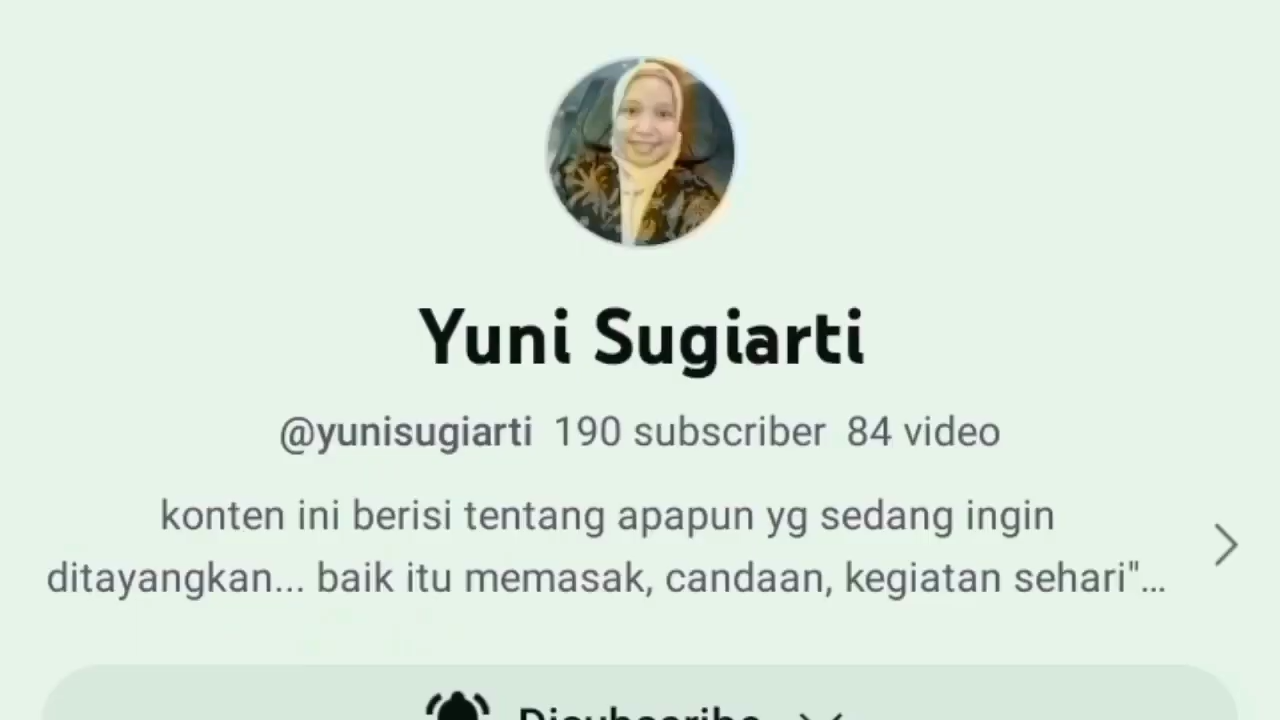 Yuni Sugiarti
@yunisugiarti 190 subscriber 84 video
konten ini berisi tentang apapun yg sedang ingin
ditayangkan... baik itu memasak, candaan, kegiatan sehari"...
Disubscribe